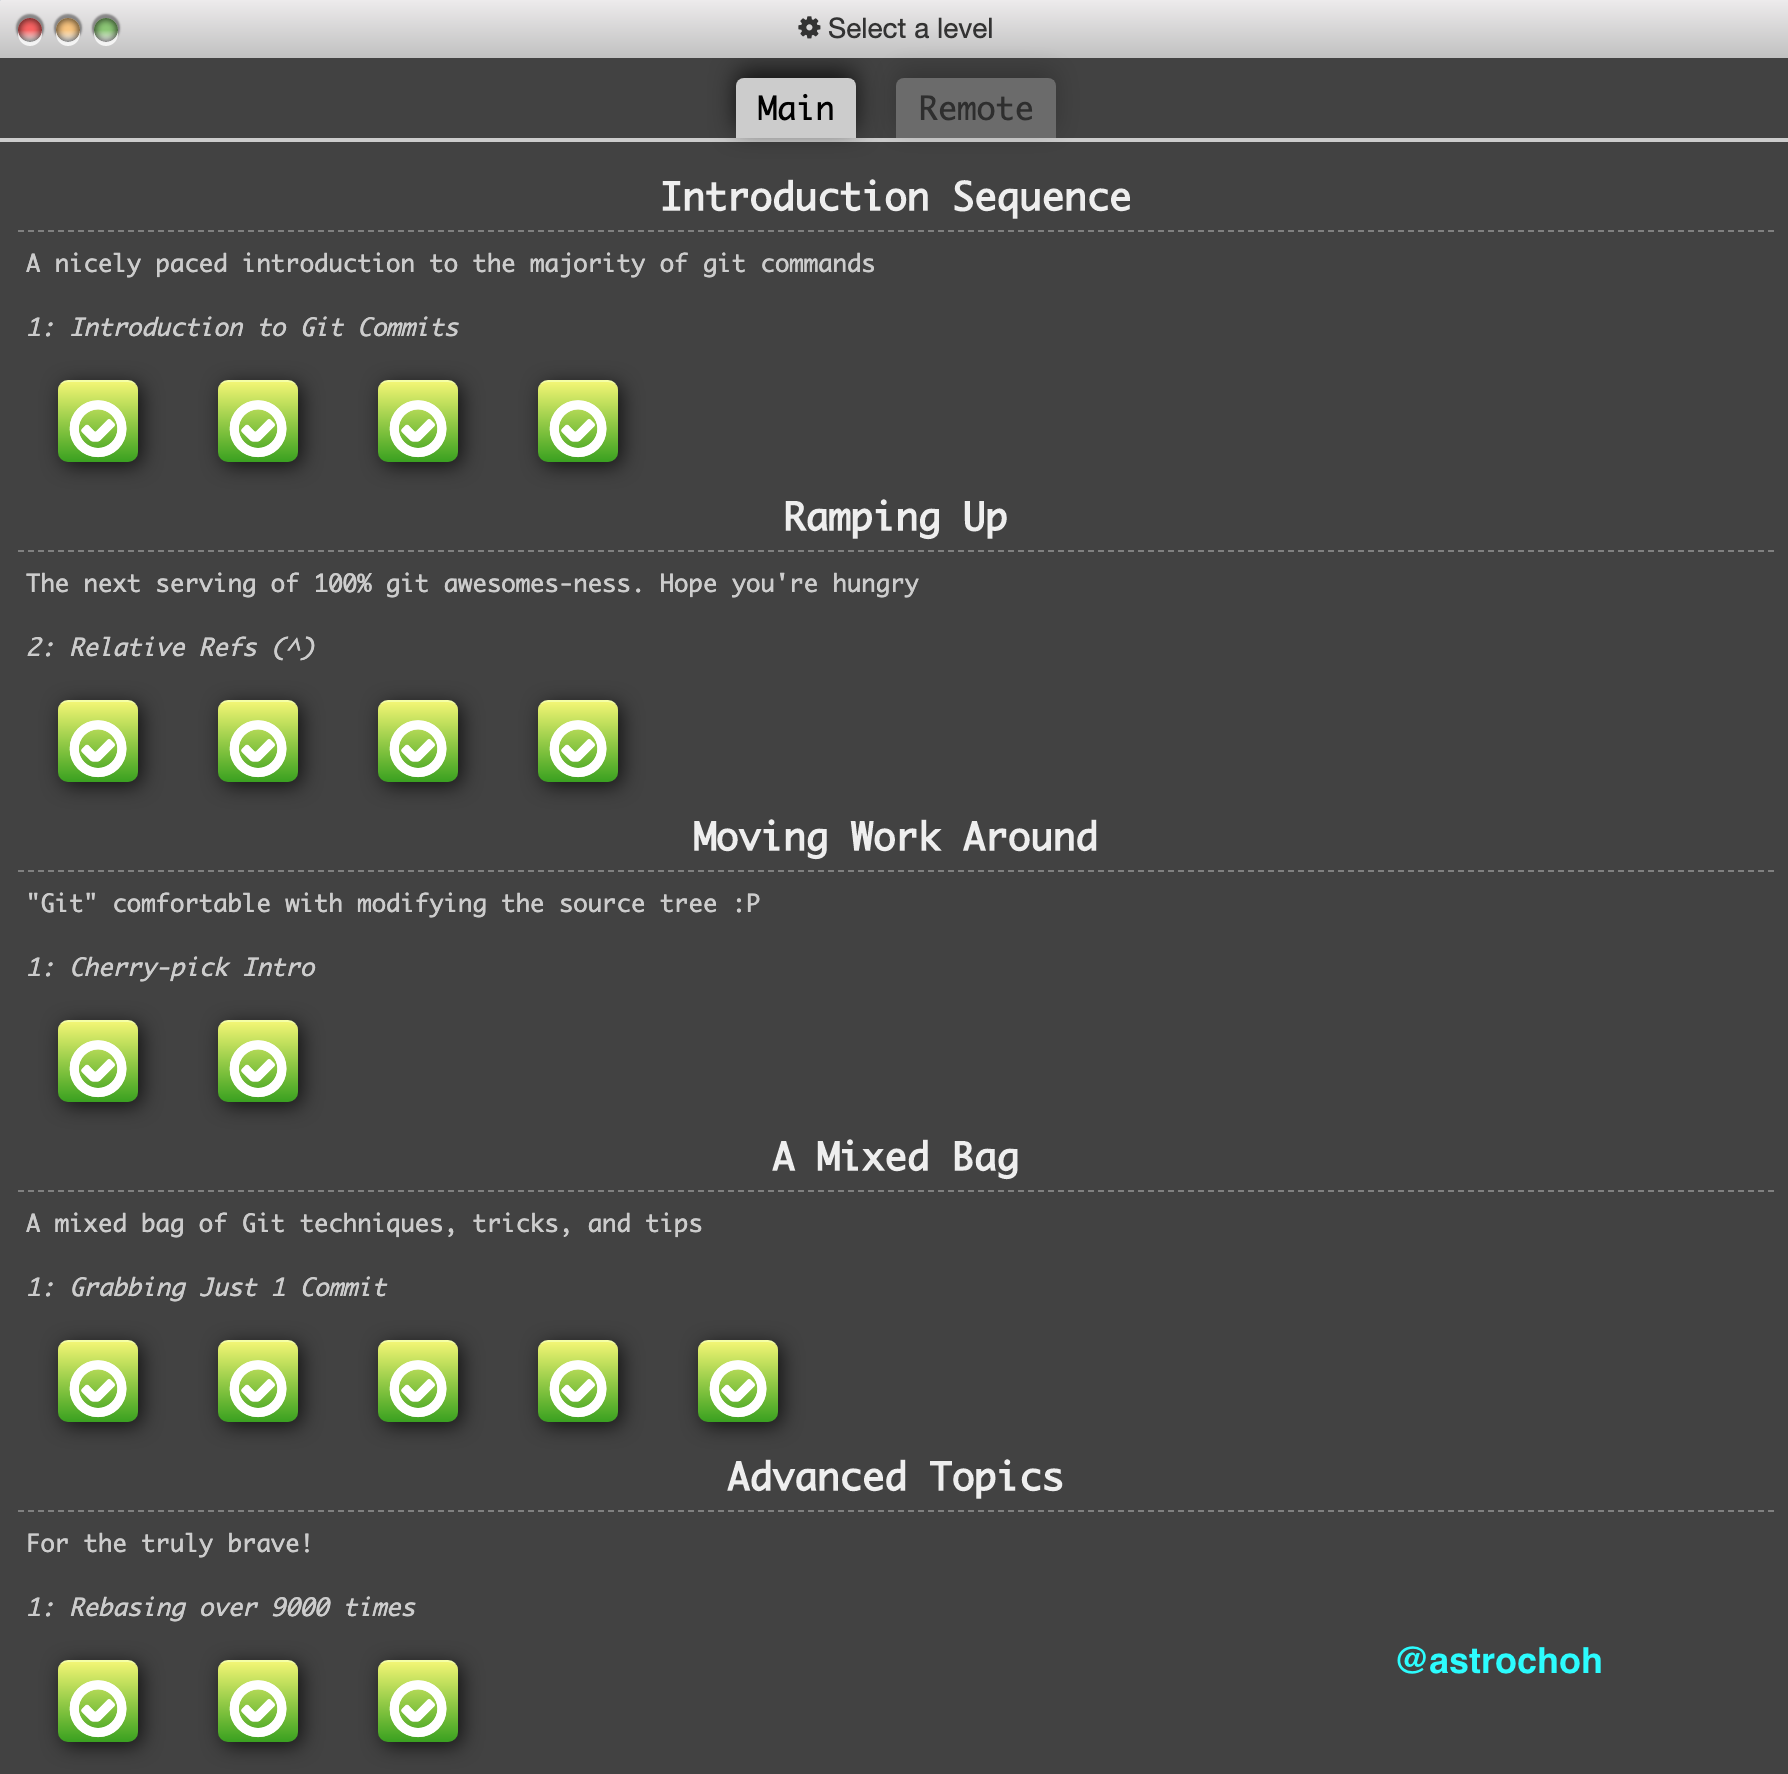 Select a level
Main
Remote
Introduction Sequence
A nicely paced introduction to the majority of git commands
1: Introduction to Git Commits
Ramping Up
The next serving of 100% git awesomes-ness. Hope you're hungry
2: Relative Refs (^)
Moving Work Around
"Git" comfortable with modifying the source tree :P
1: Cherry-pick Intro
A Mixed Bag
A mixed bag of Git techniques, tricks, and tips
1: Grabbing Just 1 Commit
Advanced Topics
For the truly brave!
1: Rebasing over 9000 times
@astrochoh